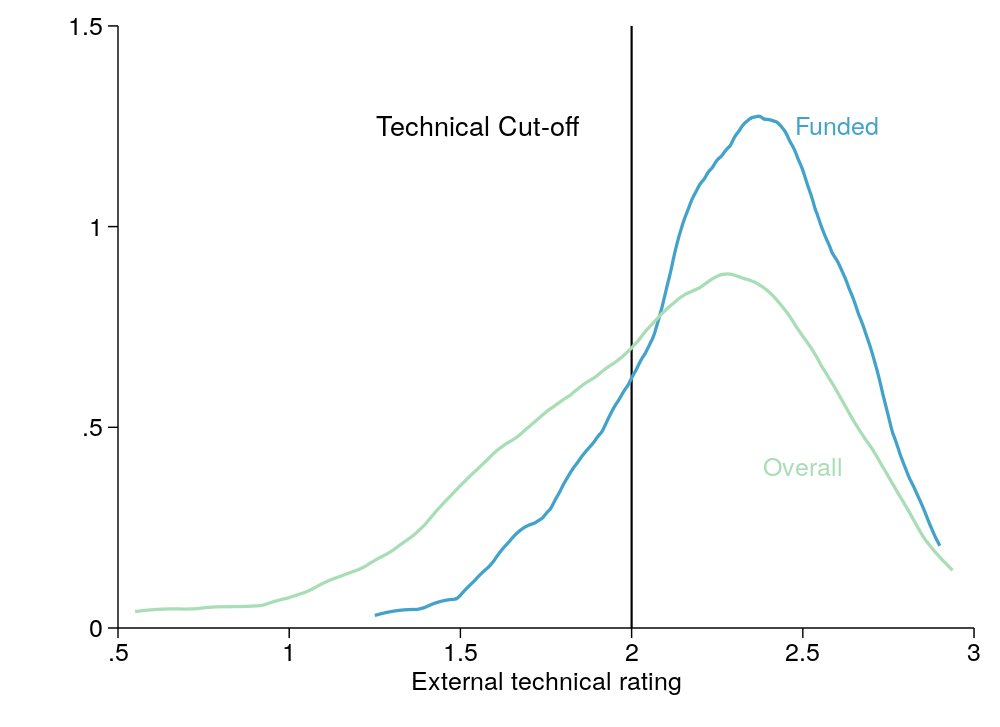 1.5
Technical Cut-off
Funded
1
.5
Overall
0
.5 1 1.5 2 2.5 3
External technical rating